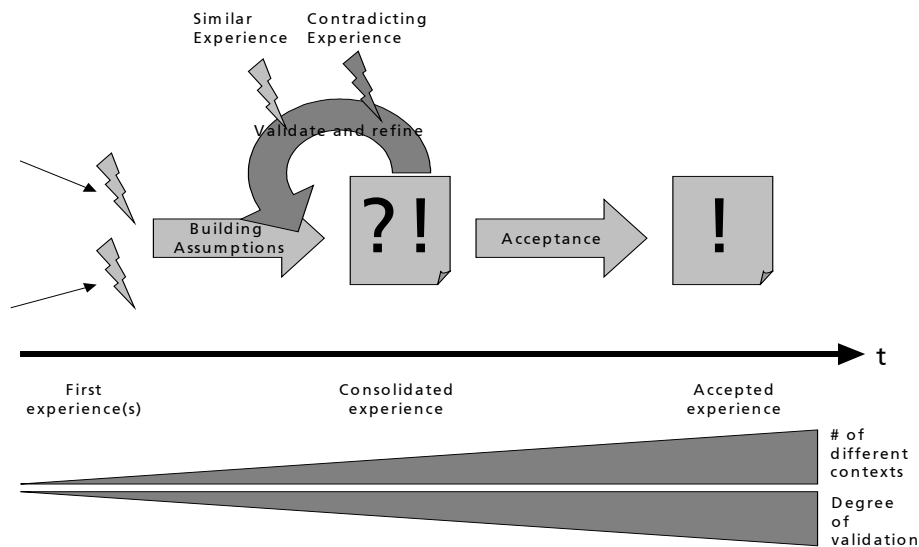 Similar
Experience
Contradicting
Experience
Validate and refine
Building
Assumptions
?!
Acceptance
!
t
First
experience(s)
Consolidated
experience
Accepted
experience
# of
different
contexts
Degree
of
validation